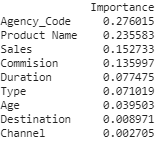 Importance
Agency_Code 0.276015
Product Name 0.235583
Sales 0.152733
Commision 0.135997
Duration 0.077475
Type 0.071019
Age 0.039503
Destination 0.008971
Channel 0.002705